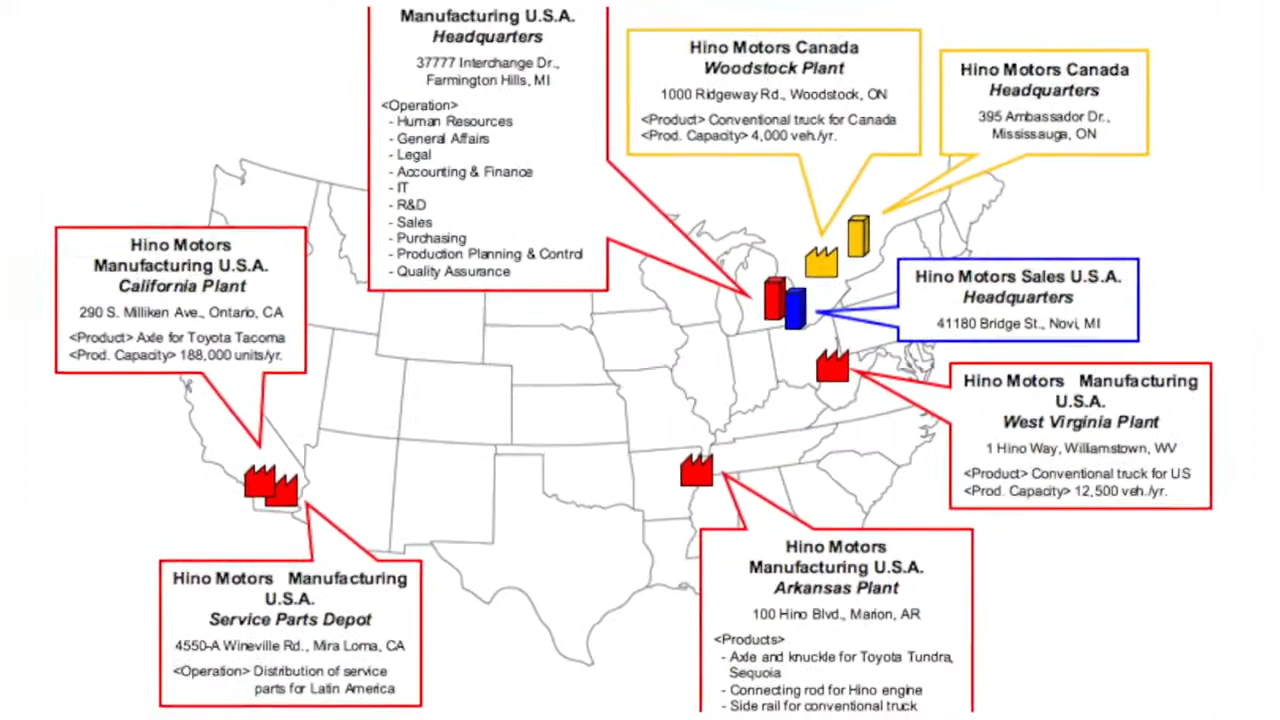 Manufacturing U.S.A.
Headquarters
37777 Interchange Dr.,
Farmington Hills, MI
<Operation>
- Human Resources
- General Affairs
- Legal
- Accounting & Finance
- IT
- R&D
- Sales
- Purchasing
- Production Planning & Control
- Quality Assurance
Hino Motors Canada
Woodstock Plant
1000 Ridgeway Rd., Woodstock, ON
<Product> Conventional truck for Canada
<Prod. Capacity> 4,000 veh./yr.
Hino Motors Canada
Headquarters
395 Ambassador Dr.,
Mississauga, ON
Hino Motors
Manufacturing U.S.A.
California Plant
290 S. Milliken Ave., Ontario, CA
<Product> Axle for Toyota Tacoma
<Prod. Capacity> 188,000 units/yr.
Hino Motors Sales U.S.A.
Headquarters
41180 Bridge St., Novi, MI
Hino Motors Manufacturing
U.S.A.
West Virginia Plant
1 Hino Way, Williamstown, WV
<Product> Conventional truck for US
<Prod. Capacity> 12,500 veh./yr.
Hino Motors Manufacturing
U.S.A.
Service Parts Depot
4550-A Wineville Rd., Mira Loma, CA
<Operation> Distribution of service
parts for Latin America
Hino Motors
Manufacturing U.S.A.
Arkansas Plant
100 Hino Blvd., Marion, AR
<Products>
- Axle and knuckle for Toyota Tundra,
Sequoia
- Connecting rod for Hino engine
- Side rail for conventional truck